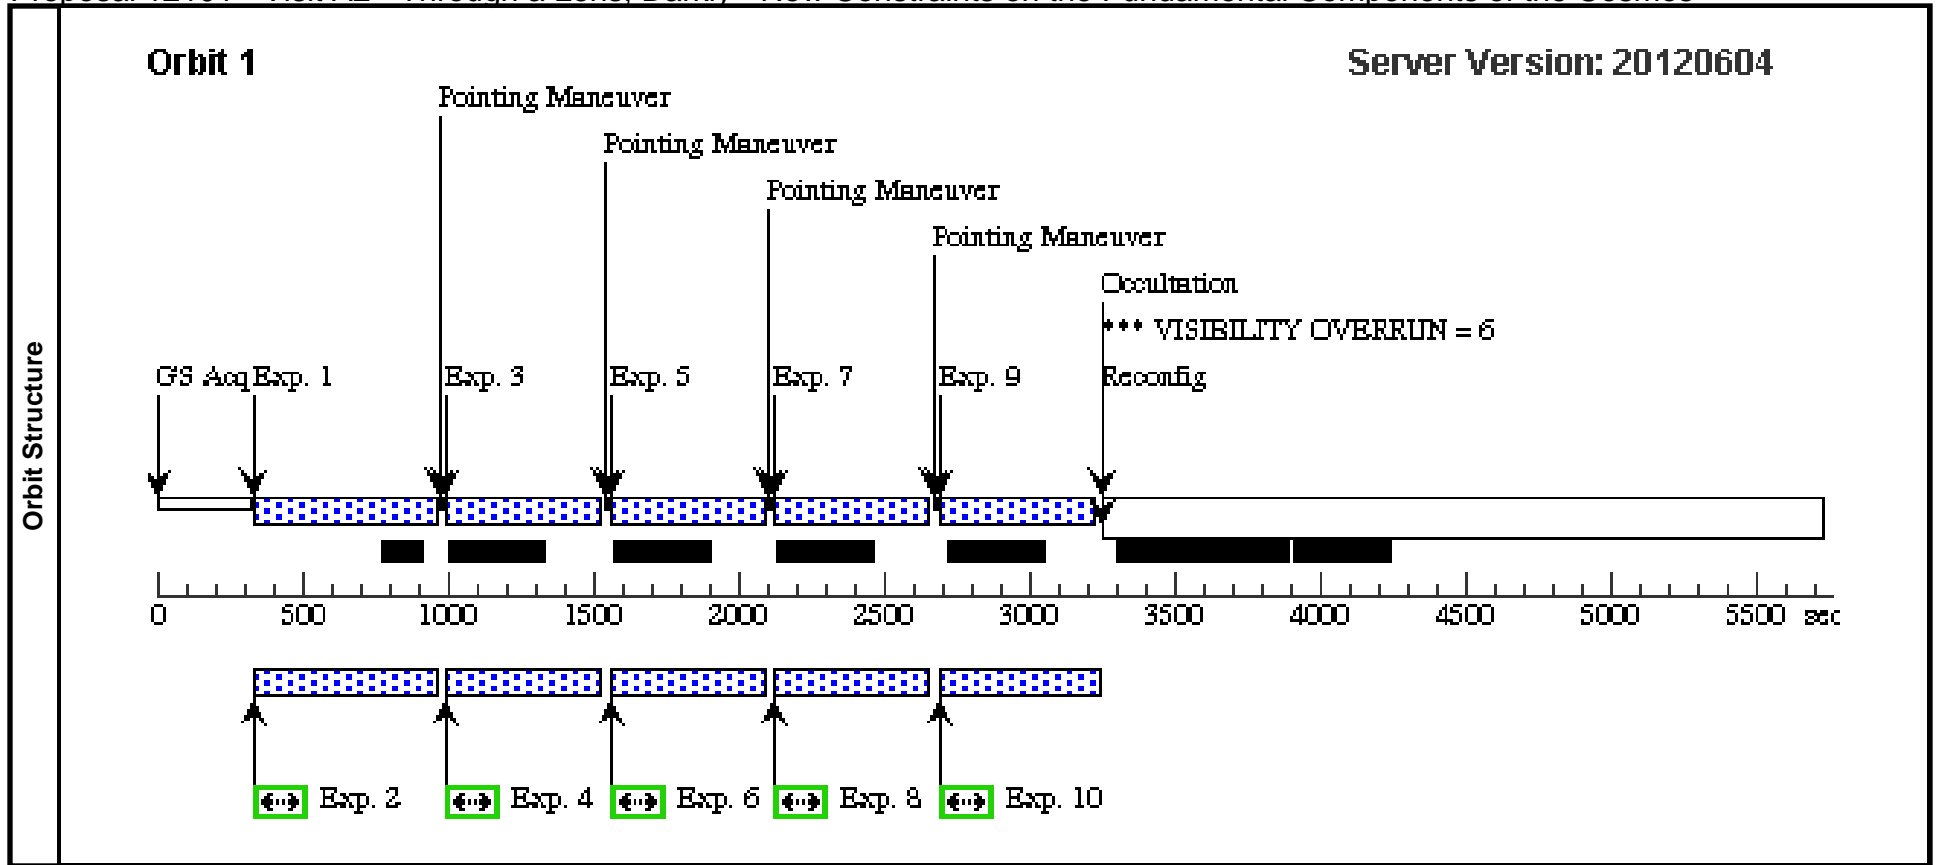 Orbit 1
Server Version: 20120604
Pointing Maneuver
Pointing Maneuver
Pointing Maneuver
Pointing Maneuver
Occultation
*** VISIBILITY OVERRUN = 6
GS Acq
Exp. 1
Exp. 3
Exp. 5
Exp. 7
Exp. 9
Reconfig
Orbit Structure
0 500 1000 1500 2000 2500 3000 3500 4000 4500 5000 5500 sec
Exp. 2
Exp. 4
Exp. 6
Exp. 8
Exp. 10